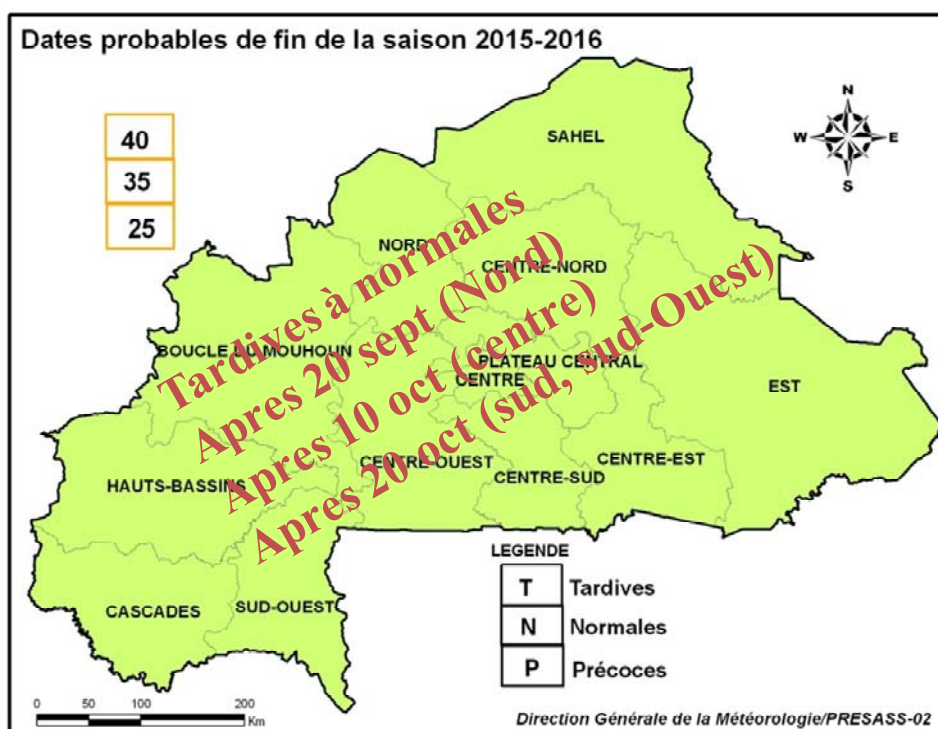 Dates probables de fin de la saison 2015-2016
N
W E
S
40
35
25
SAHEL
NORD
CENTRE-NORD
BOUCLE DU MOUHOUN
PLATEAU CENTRAL
CENTRE
EST
CENTRE-OUEST
CENTRE-EST
CENTRE-SUD
HAUTS-BASSINS
CASCADES
SUD-OUEST
Tardives à normales
Apres 20 sept (Nord)
Apres 10 oct (centre)
Apres 20 oct (sud, sud-Ouest)
LEGENDE
T Tardives
N Normales
P Précoces
0 50 100 200
Km
Direction Générale de la Météorologie/PRESASS-02